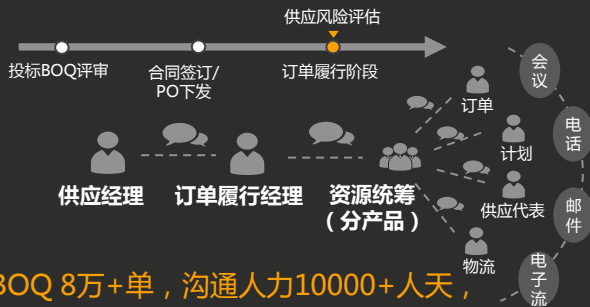 供应风险评估
投标BOQ评审
合同签订/
PO下发
订单履行阶段
会议
订单
电话
计划
供应经理
订单履行经理
资源统筹
（分产品）
供应代表
邮件
物流
电子流
BOQ 8万+单，沟通人力10000+人天，